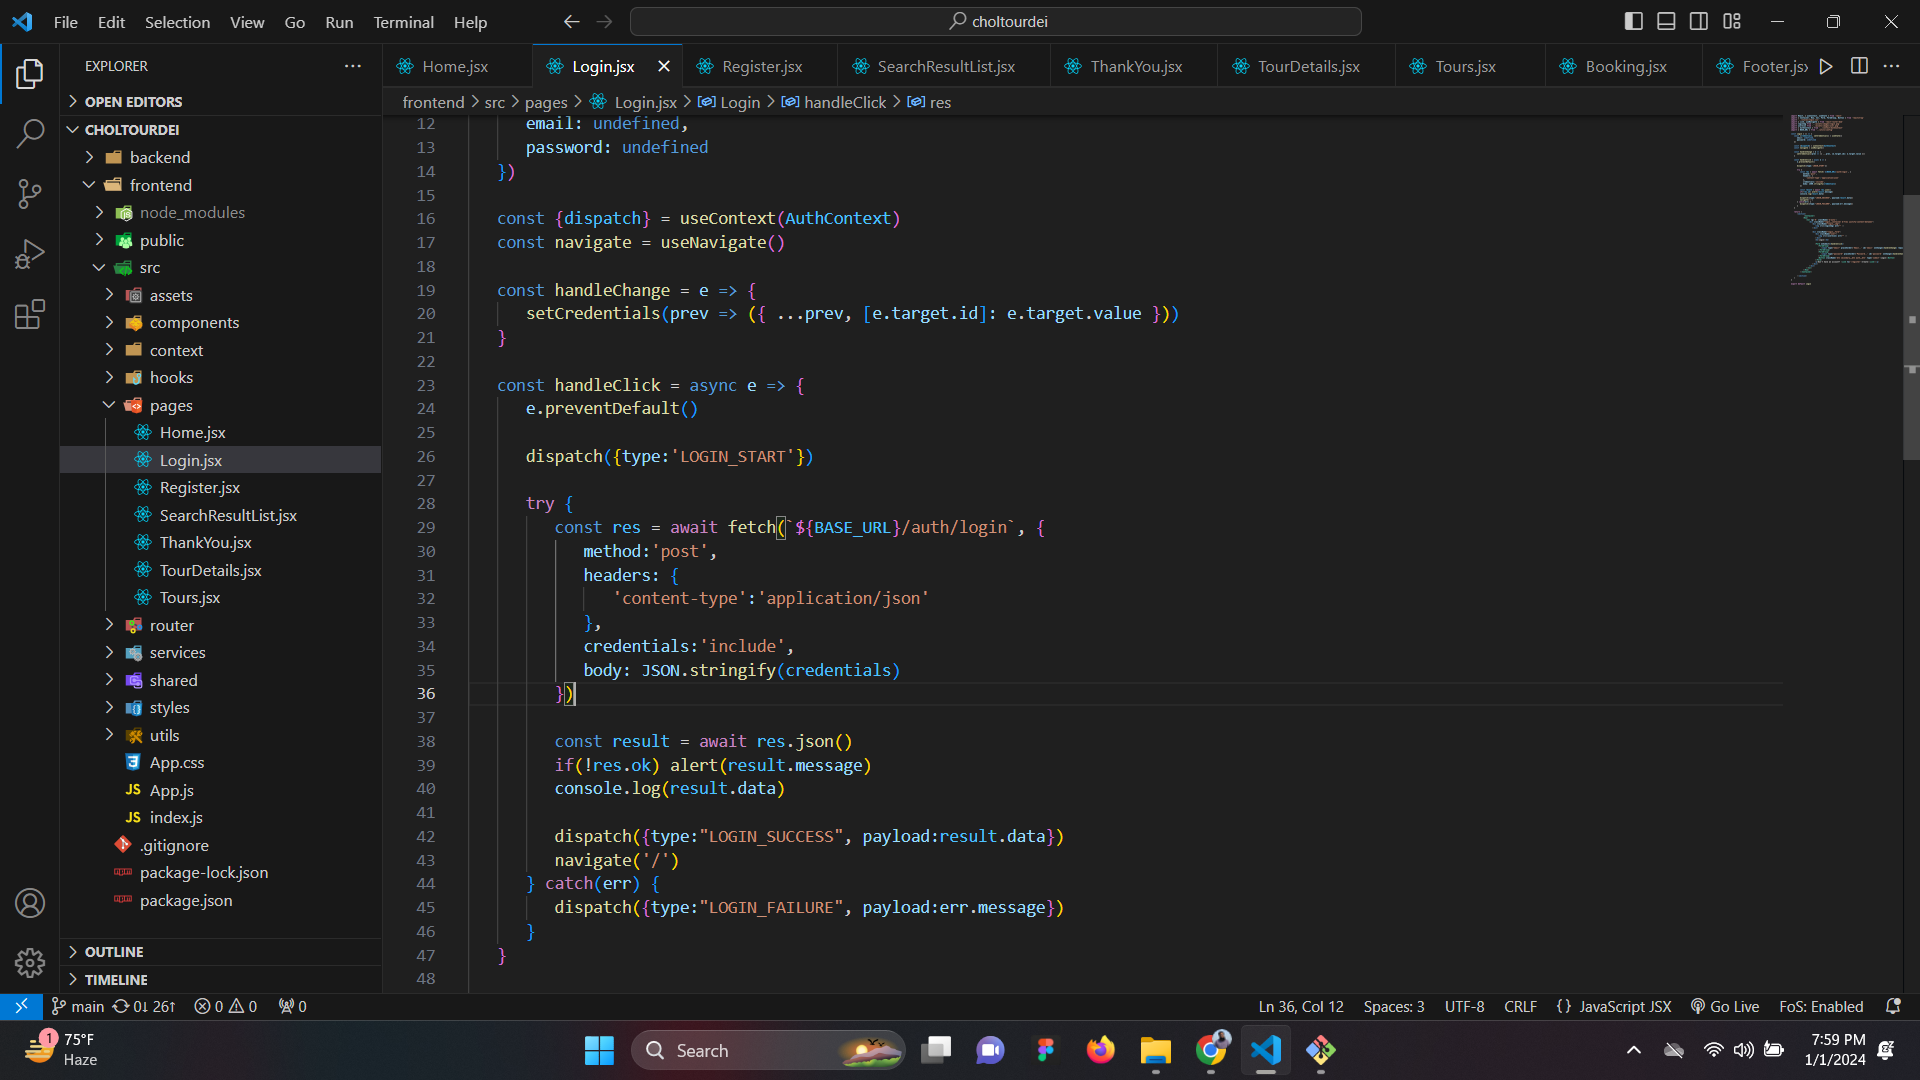 File Edit Selection View Go Run Terminal Help
choltourdei
EXPLORER
Home.jsx Login.jsx Register.jsx SearchResultList.jsx ThankYou.jsx TourDetails.jsx Tours.jsx Booking.jsx Footer.jsx
frontend > src > pages > Login.jsx > Login > handleClick > res
OPEN EDITORS
CHOLTOURDEI
backend
frontend
node_modules
public
src
assets
components
context
hooks
pages
Home.jsx
Login.jsx
Register.jsx
SearchResultList.jsx
ThankYou.jsx
TourDetails.jsx
Tours.jsx
router
services
shared
styles
utils
App.css
JS App.js
JS index.js
.gitignore
package-lock.json
package.json
OUTLINE
TIMELINE
12 email: undefined,
13 password: undefined
14 })
15
16 const {dispatch} = useContext(AuthContext)
17 const navigate = useNavigate()
18
19 const handleChange = e => {
20 setCredentials(prev => ({ ...prev, [e.target.id]: e.target.value }))
21 }
22
23 const handleClick = async e => {
24 e.preventDefault()
25
26 dispatch({type:'LOGIN_START'})
27
28 try {
29 const res = await fetch(`${BASE_URL}/auth/login`, {
30 method:'post',
31 headers: {
32 'content-type':'application/json'
33 },
34 credentials:'include',
35 body: JSON.stringify(credentials)
36 })
37
38 const result = await res.json()
39 if(!res.ok) alert(result.message)
40 console.log(result.data)
41
42 dispatch({type:"LOGIN_SUCCESS", payload:result.data})
43 navigate('/')
44 } catch(err) {
45 dispatch({type:"LOGIN_FAILURE", payload:err.message})
46 }
47 }
48
main 0↓ 26↑ 0 0 0
Ln 36, Col 12 Spaces: 3 UTF-8 CRLF {} JavaScript JSX Go Live FoS: Enabled
1
75°F
Haze
Search
7:59 PM
1/1/2024